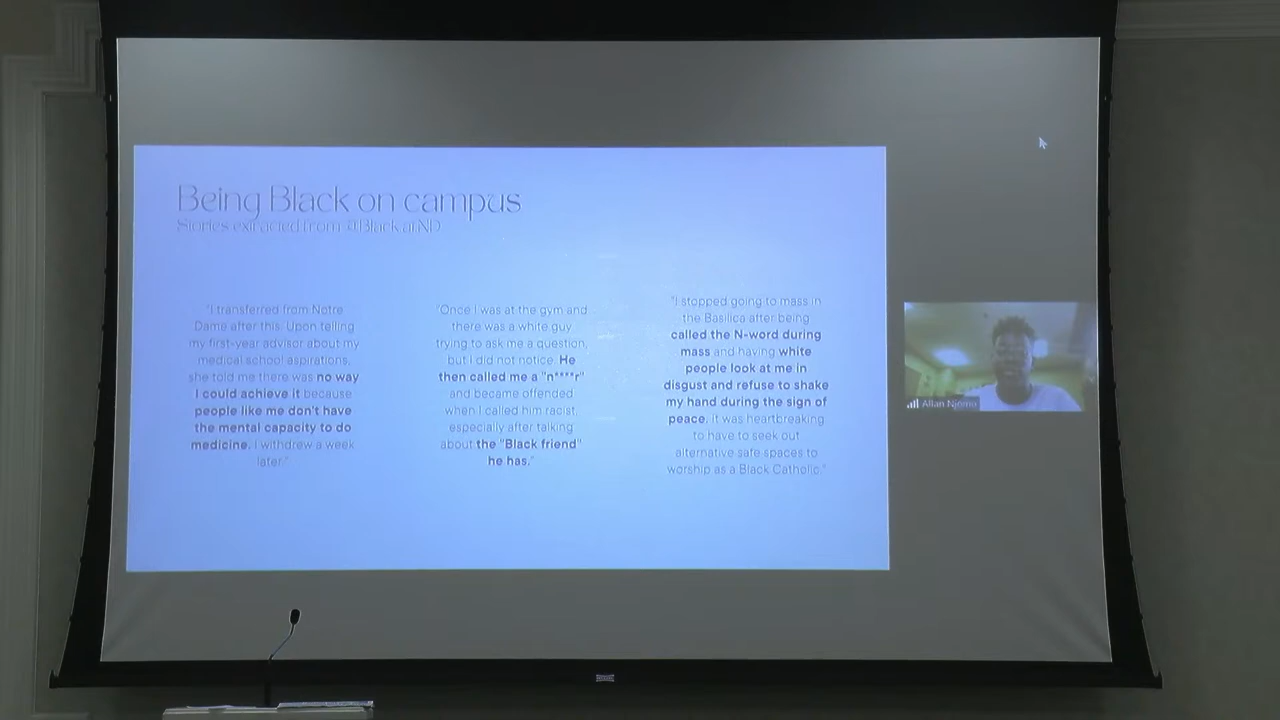 Being Black on campus
Stories extracted from @BlackatND
"I transferred from Notre
Dame after this. Upon telling
my first-year advisor about my
medical school aspirations,
she told me there was no way
I could achieve it because
people like me don't have
the mental capacity to do
medicine. I withdrew a week
later."
"Once I was at the gym and
there was a white guy
trying to ask me a question,
but I did not notice. He
then called me a "n****r"
and became offended
when I called him racist,
especially after talking
about the "Black friend"
he has."
"I stopped going to mass in
the Basilica after being
called the N-word during
mass and having white
people look at me in
disgust and refuse to shake
my hand during the sign of
peace. It was heartbreaking
to have to seek out
alternative safe spaces to
worship as a Black Catholic."
Allan Njomo